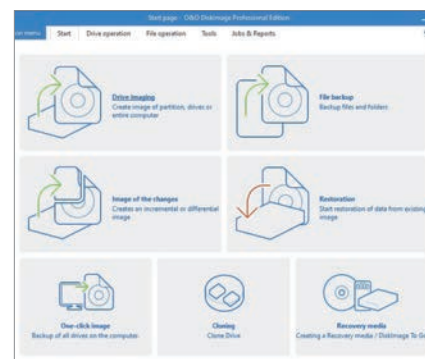 Start page - O&O DiskImage Professional Edition
menu Start Drive operation File operation Tools Jobs & Reports
Drive imaging
Create image of partition, drives or
entire computer
File backup
Backup files and folders
Image of the changes
Creates an incremental or differential
image
Restoration
Start restoration of data from existing
image
One-click image
Backup of all drives on the computer
Cloning
Clone Drive
Recovery media
Creating a Recovery media / DiskImage To Go